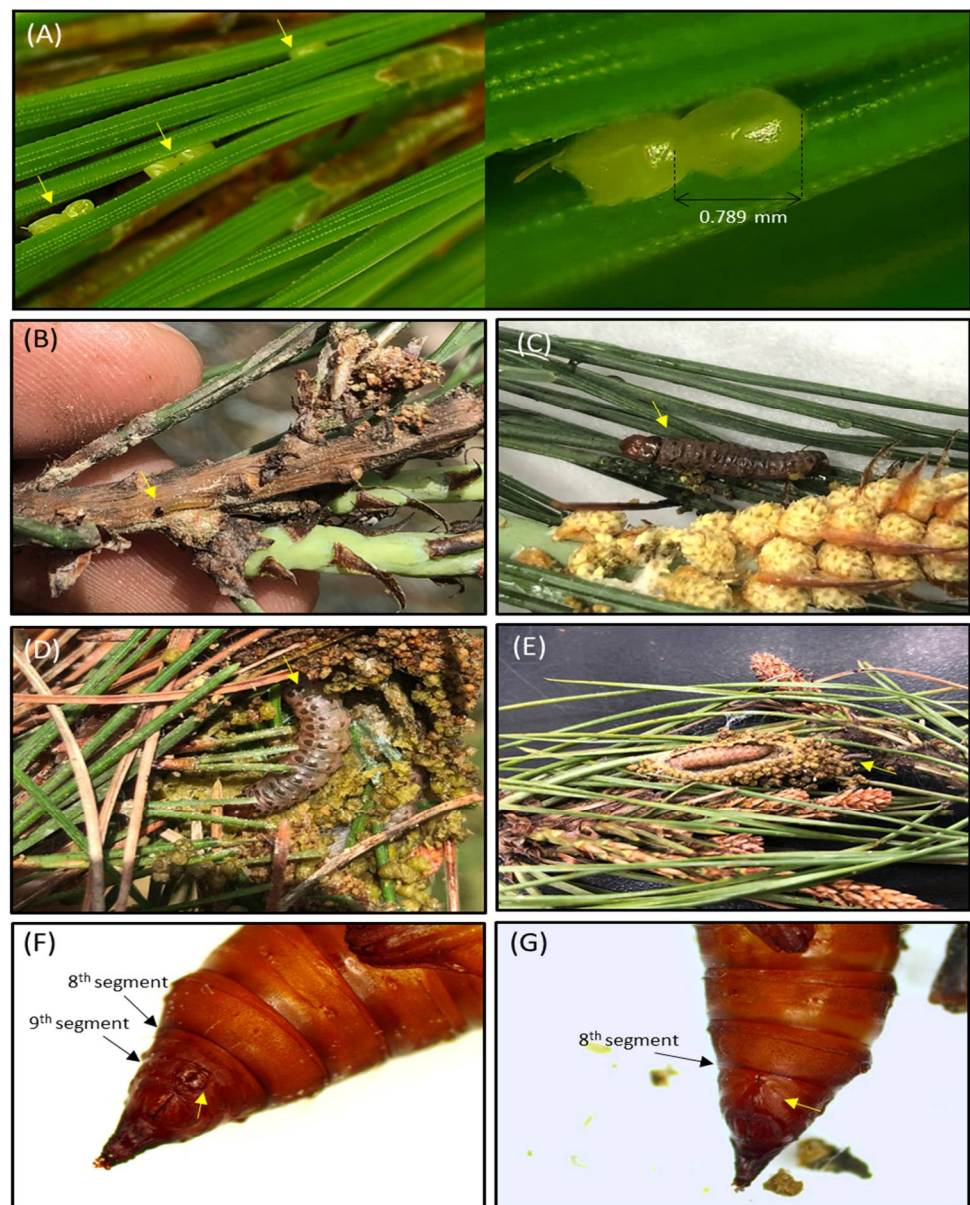 (A)
0.789 mm
(B)
(C)
(D)
(E)
(F)
8th segment
9th segment
(G)
8th segment